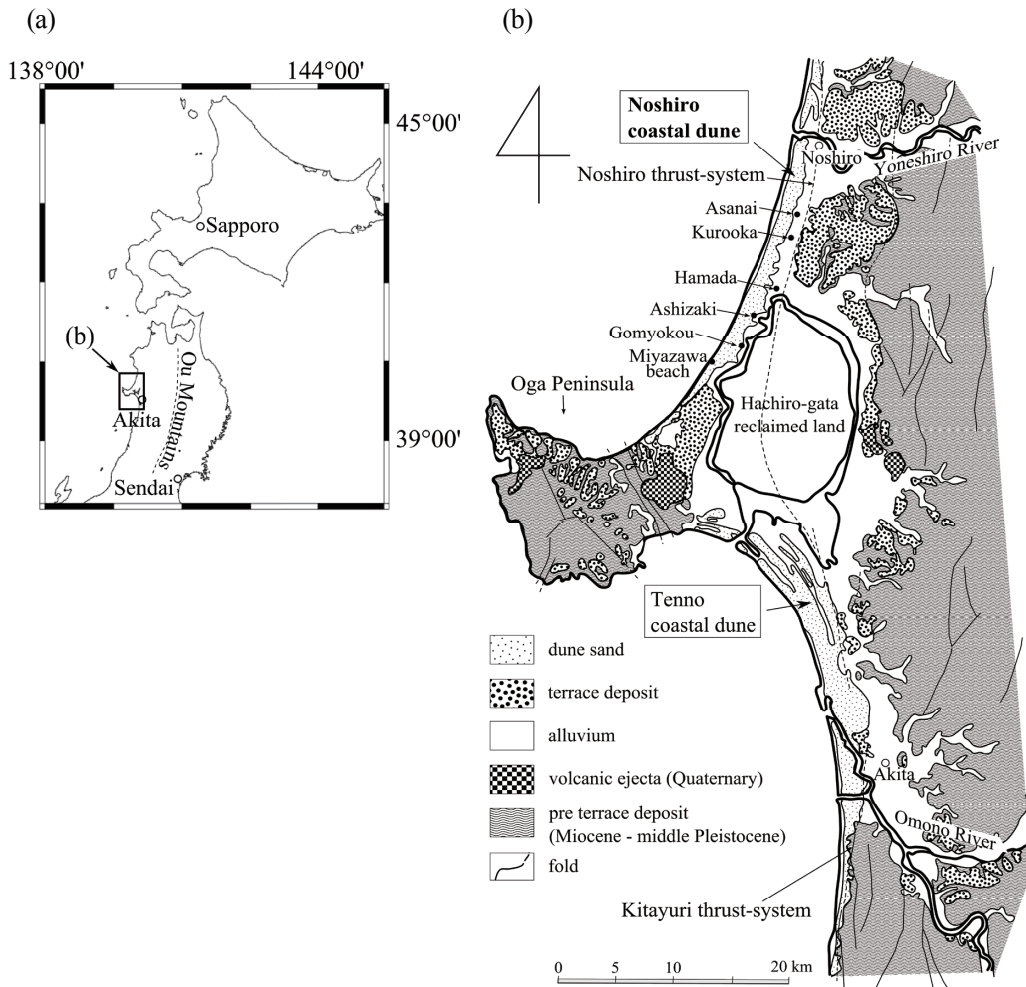 (a)
138°00'
144°00'
45°00'
Sapporo
(b)
Ou Mountains
Akita
39°00'
Sendai
(b)
Noshiro
coastal dune
Noshiro
Yoneshiro River
Noshiro thrust-system
Asanai
Kurooka
Hamada
Ashizaki
Gomyokou
Miyazawa
beach
Oga Peninsula
Hachiro-gata
reclaimed land
Tenno
coastal dune
dune sand
terrace deposit
alluvium
volcanic ejecta (Quaternary)
pre terrace deposit
(Miocene - middle Pleistocene)
fold
Akita
Omono River
Kitayuri thrust-system
0 5 10 20 km